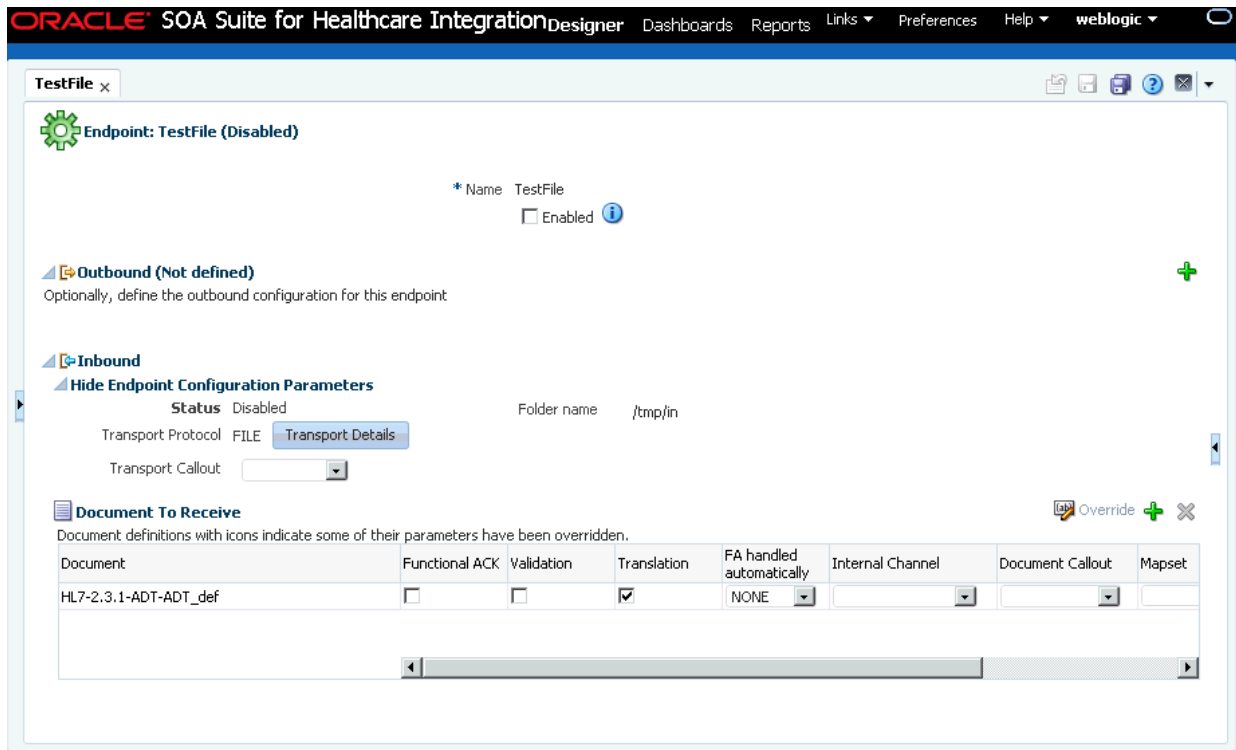 ORACLE® SOA Suite for Healthcare Integration Designer Dashboards Reports Links Preferences Help weblogic
TestFile
Endpoint: TestFile (Disabled)
* Name TestFile
Enabled
Outbound (Not defined)
Optionally, define the outbound configuration for this endpoint
Inbound
Hide Endpoint Configuration Parameters
Status Disabled Folder name /tmp/in
Transport Protocol FILE Transport Details
Transport Callout
Document To Receive Override
Document definitions with icons indicate some of their parameters have been overridden.
Document Functional ACK Validation Translation FA handled automatically Internal Channel Document Callout Mapset
HL7-2.3.1-ADT-ADT_def NONE